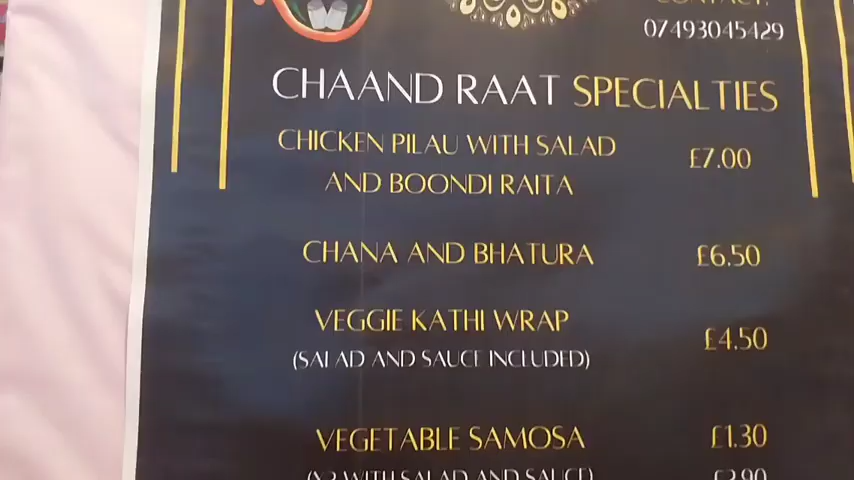 07493045429
CHAAND RAAT SPECIALTIES
CHICKEN PILAU WITH SALAD £7.00
AND BOONDI RAITA
CHANA AND BHATURA £6.50
VEGGIE KATHI WRAP £4.50
(SALAD AND SAUCE INCLUDED)
VEGETABLE SAMOSA £1.30
(X2 WITH SALAD AND SAUCE) £2.90